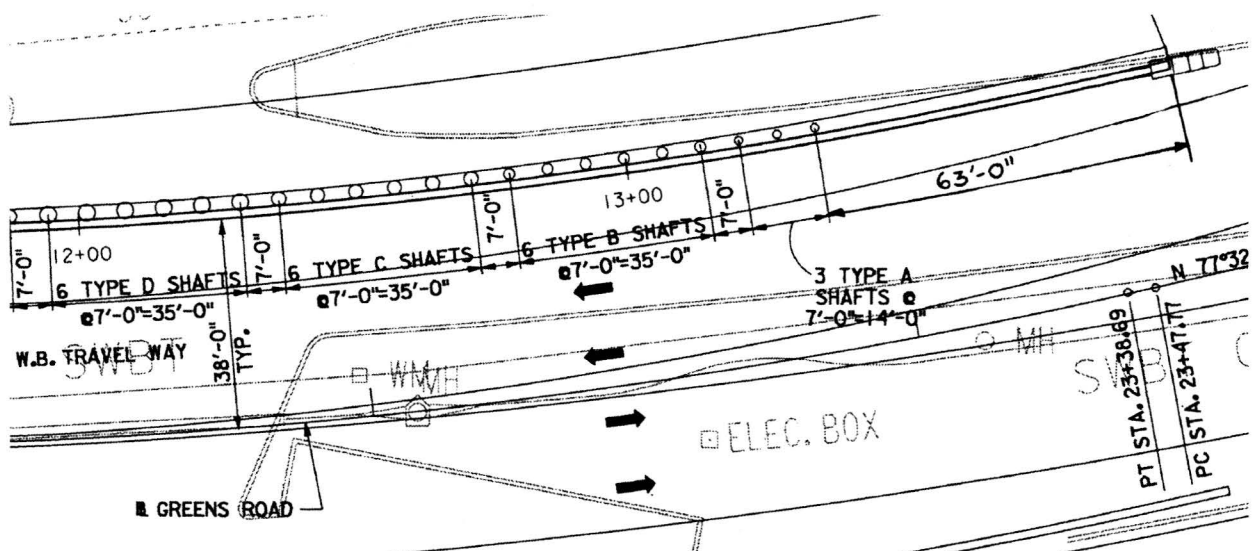 63'-0"
13+00
12+00
7'-0"
6 TYPE D SHAFTS
@7'-0"=35'-0"
7'-0"
6 TYPE C SHAFTS
@7'-0"=35'-0"
7'-0"
6 TYPE B SHAFTS
@7'-0"=35'-0"
7'-0"
3 TYPE A
SHAFTS @
7'-0"=14'-0"
N 77°32
W.B. TRAVEL WAY
SWBT
38'-0"
TYP.
WM
MH
MH
ELEC. BOX
PT STA. 23+38.69
PC STA. 23+47.77
GREENS ROAD